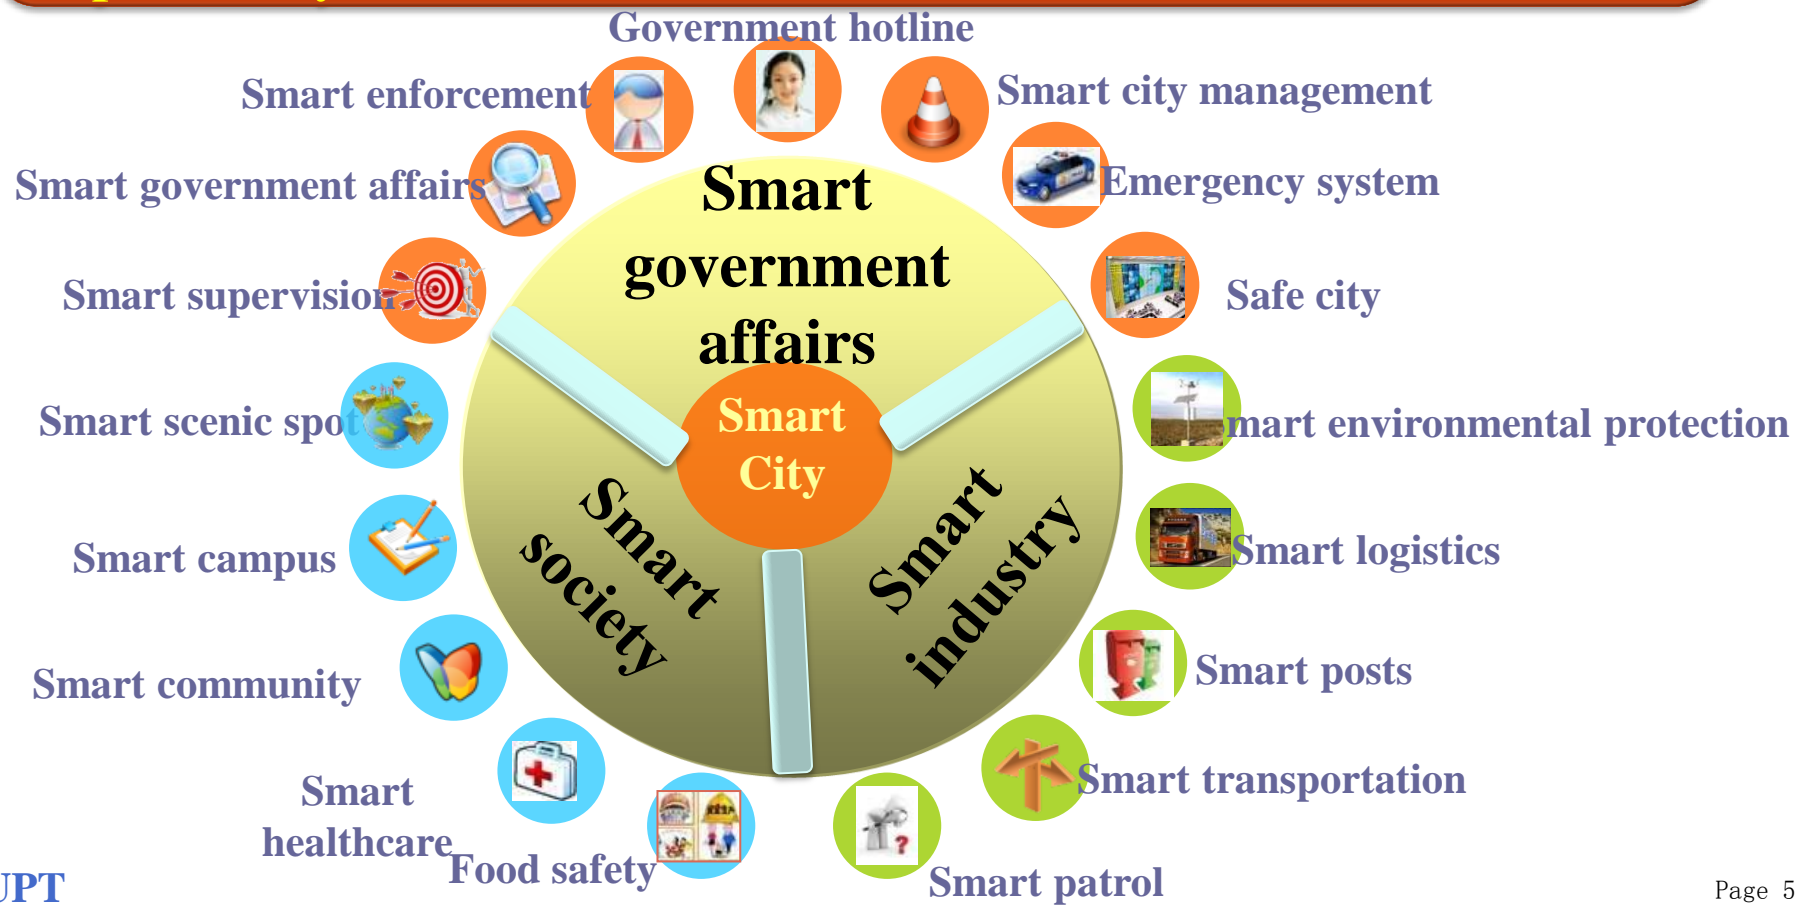 Government hotline
Smart enforcement
Smart city management
Smart government affairs
Emergency system
Smart supervision
Safe city
Smart scenic spot
mart environmental protection
Smart campus
Smart logistics
Smart community
Smart posts
Smart
healthcare
Smart transportation
Food safety
Smart patrol
Smart
government
affairs
Smart
City
Smart
society
Smart
industry
UPT
Page 5